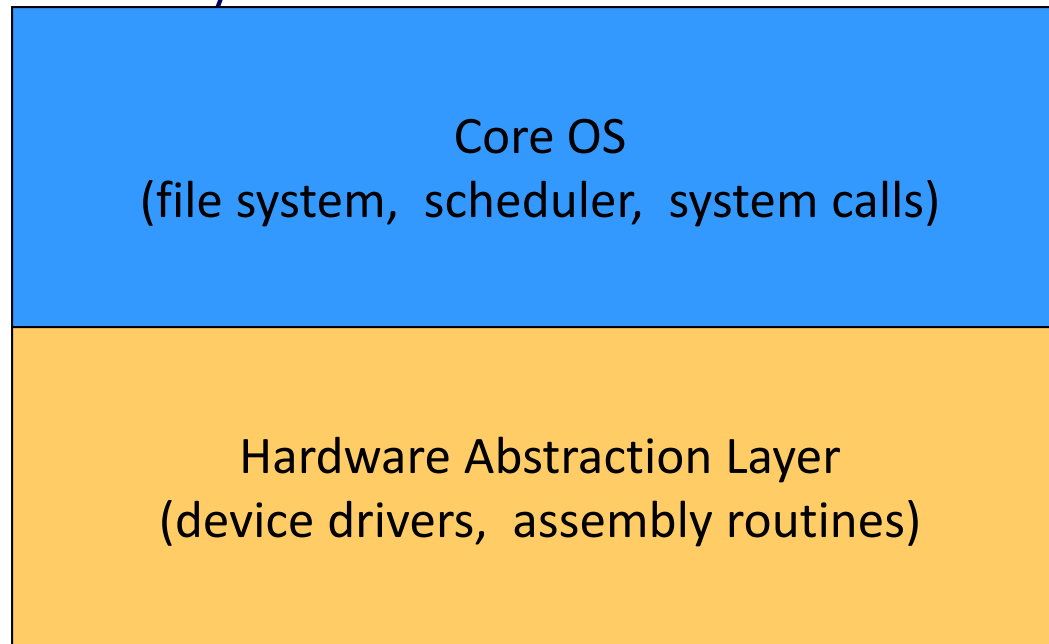 Core OS
(file system, scheduler, system calls)
Hardware Abstraction Layer
(device drivers, assembly routines)